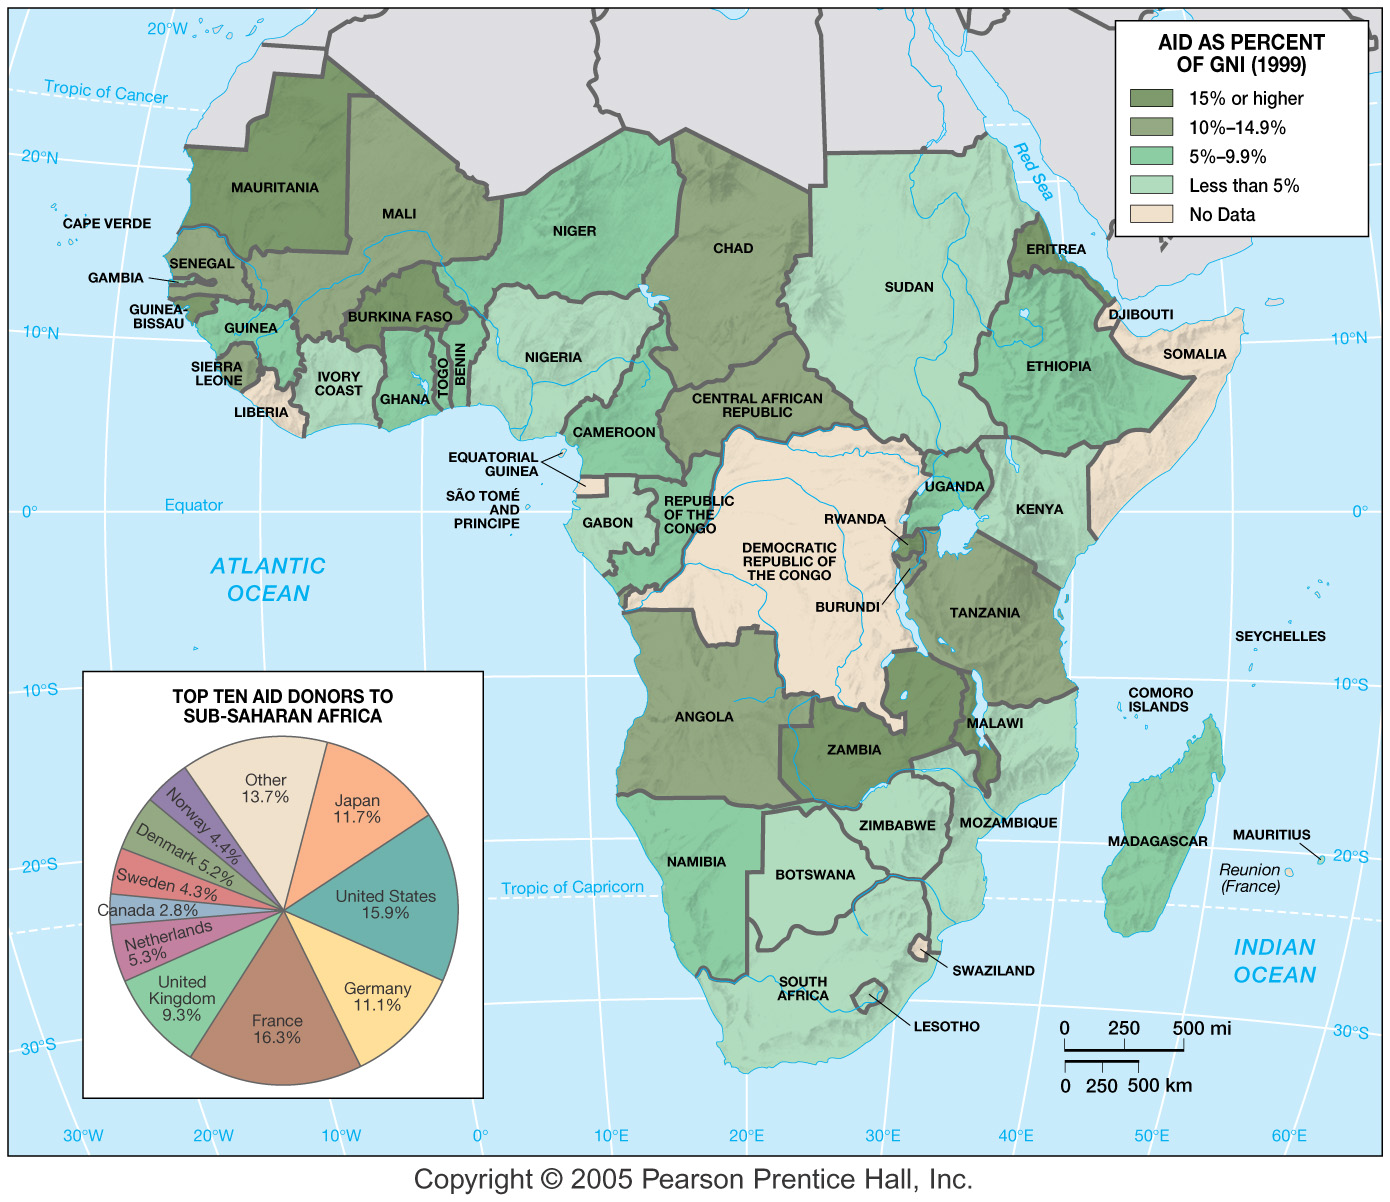 20°W
Tropic of Cancer
20°N
10°N
0°
10°S
20°S
30°S
AID AS PERCENT
OF GNI (1999)
15% or higher
10%–14.9%
5%–9.9%
Less than 5%
No Data
Red Sea
MAURITANIA
CAPE VERDE
MALI
NIGER
CHAD
SUDAN
ERITREA
SENEGAL
GAMBIA
GUINEA-
BISSAU
GUINEA
BURKINA FASO
SIERRA
LEONE
LIBERIA
IVORY
COAST
GHANA
TOGO
BENIN
NIGERIA
DJIBOUTI
SOMALIA
ETHIOPIA
10°N
CENTRAL AFRICAN
REPUBLIC
CAMEROON
EQUATORIAL
GUINEA
SÃO TOMÉ
AND
PRINCIPE
GABON
REPUBLIC
OF THE
CONGO
UGANDA
KENYA
RWANDA
DEMOCRATIC
REPUBLIC OF
THE CONGO
BURUNDI
TANZANIA
Equator
0°
ATLANTIC
OCEAN
SEYCHELLES
10°S
COMORO
ISLANDS
ANGOLA
ZAMBIA
MALAWI
MOZAMBIQUE
ZIMBABWE
NAMIBIA
BOTSWANA
MADAGASCAR
MAURITIUS
20°S
Reunion
(France)
Tropic of Capricorn
INDIAN
OCEAN
SWAZILAND
SOUTH
AFRICA
LESOTHO
30°S
0 250 500 mi
0 250 500 km
TOP TEN AID DONORS TO
SUB-SAHARAN AFRICA
Other
13.7%
Japan
11.7%
United States
15.9%
Germany
11.1%
France
16.3%
United
Kingdom
9.3%
Netherlands
5.3%
Canada 2.8%
Sweden 4.3%
Denmark 5.2%
Norway 4.4%
30°W
20°W
10°W
0°
10°E
20°E
30°E
40°E
50°E
60°E
Copyright © 2005 Pearson Prentice Hall, Inc.